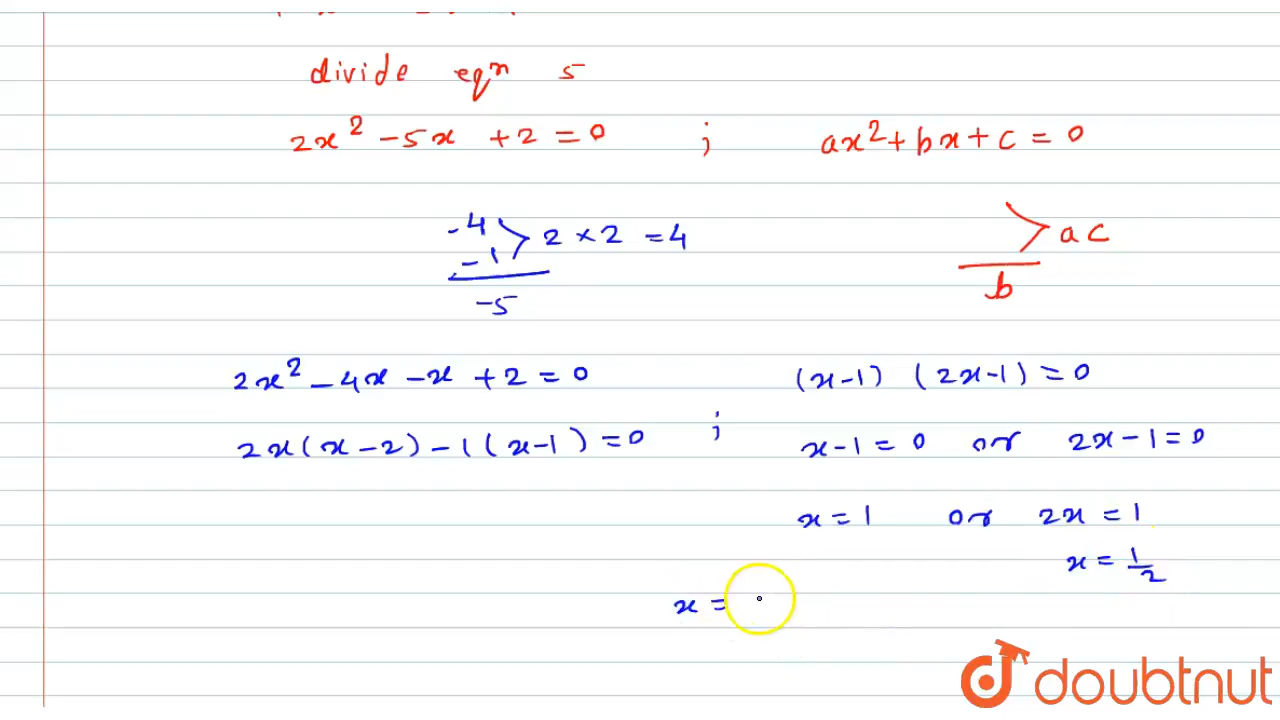 divide eqn 5
2x² - 5x + 2 = 0 ; ax² + bx + c = 0
-4
-1 > 2 × 2 = 4
-5
> ac
b
2x² - 4x - x + 2 = 0
2x(x - 2) - 1(x - 1) = 0 ;
(x - 1) (2x - 1) = 0
x - 1 = 0 or 2x - 1 = 0
x = 1 or 2x = 1
x = 1/2
x =
doubtnut